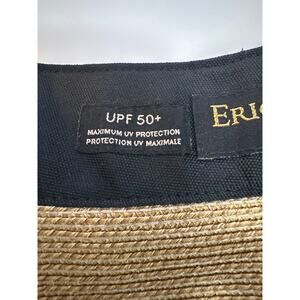 UPF 50+
MAXIMUM UV PROTECTION
PROTECTION UV MAXIMALE
ERIC